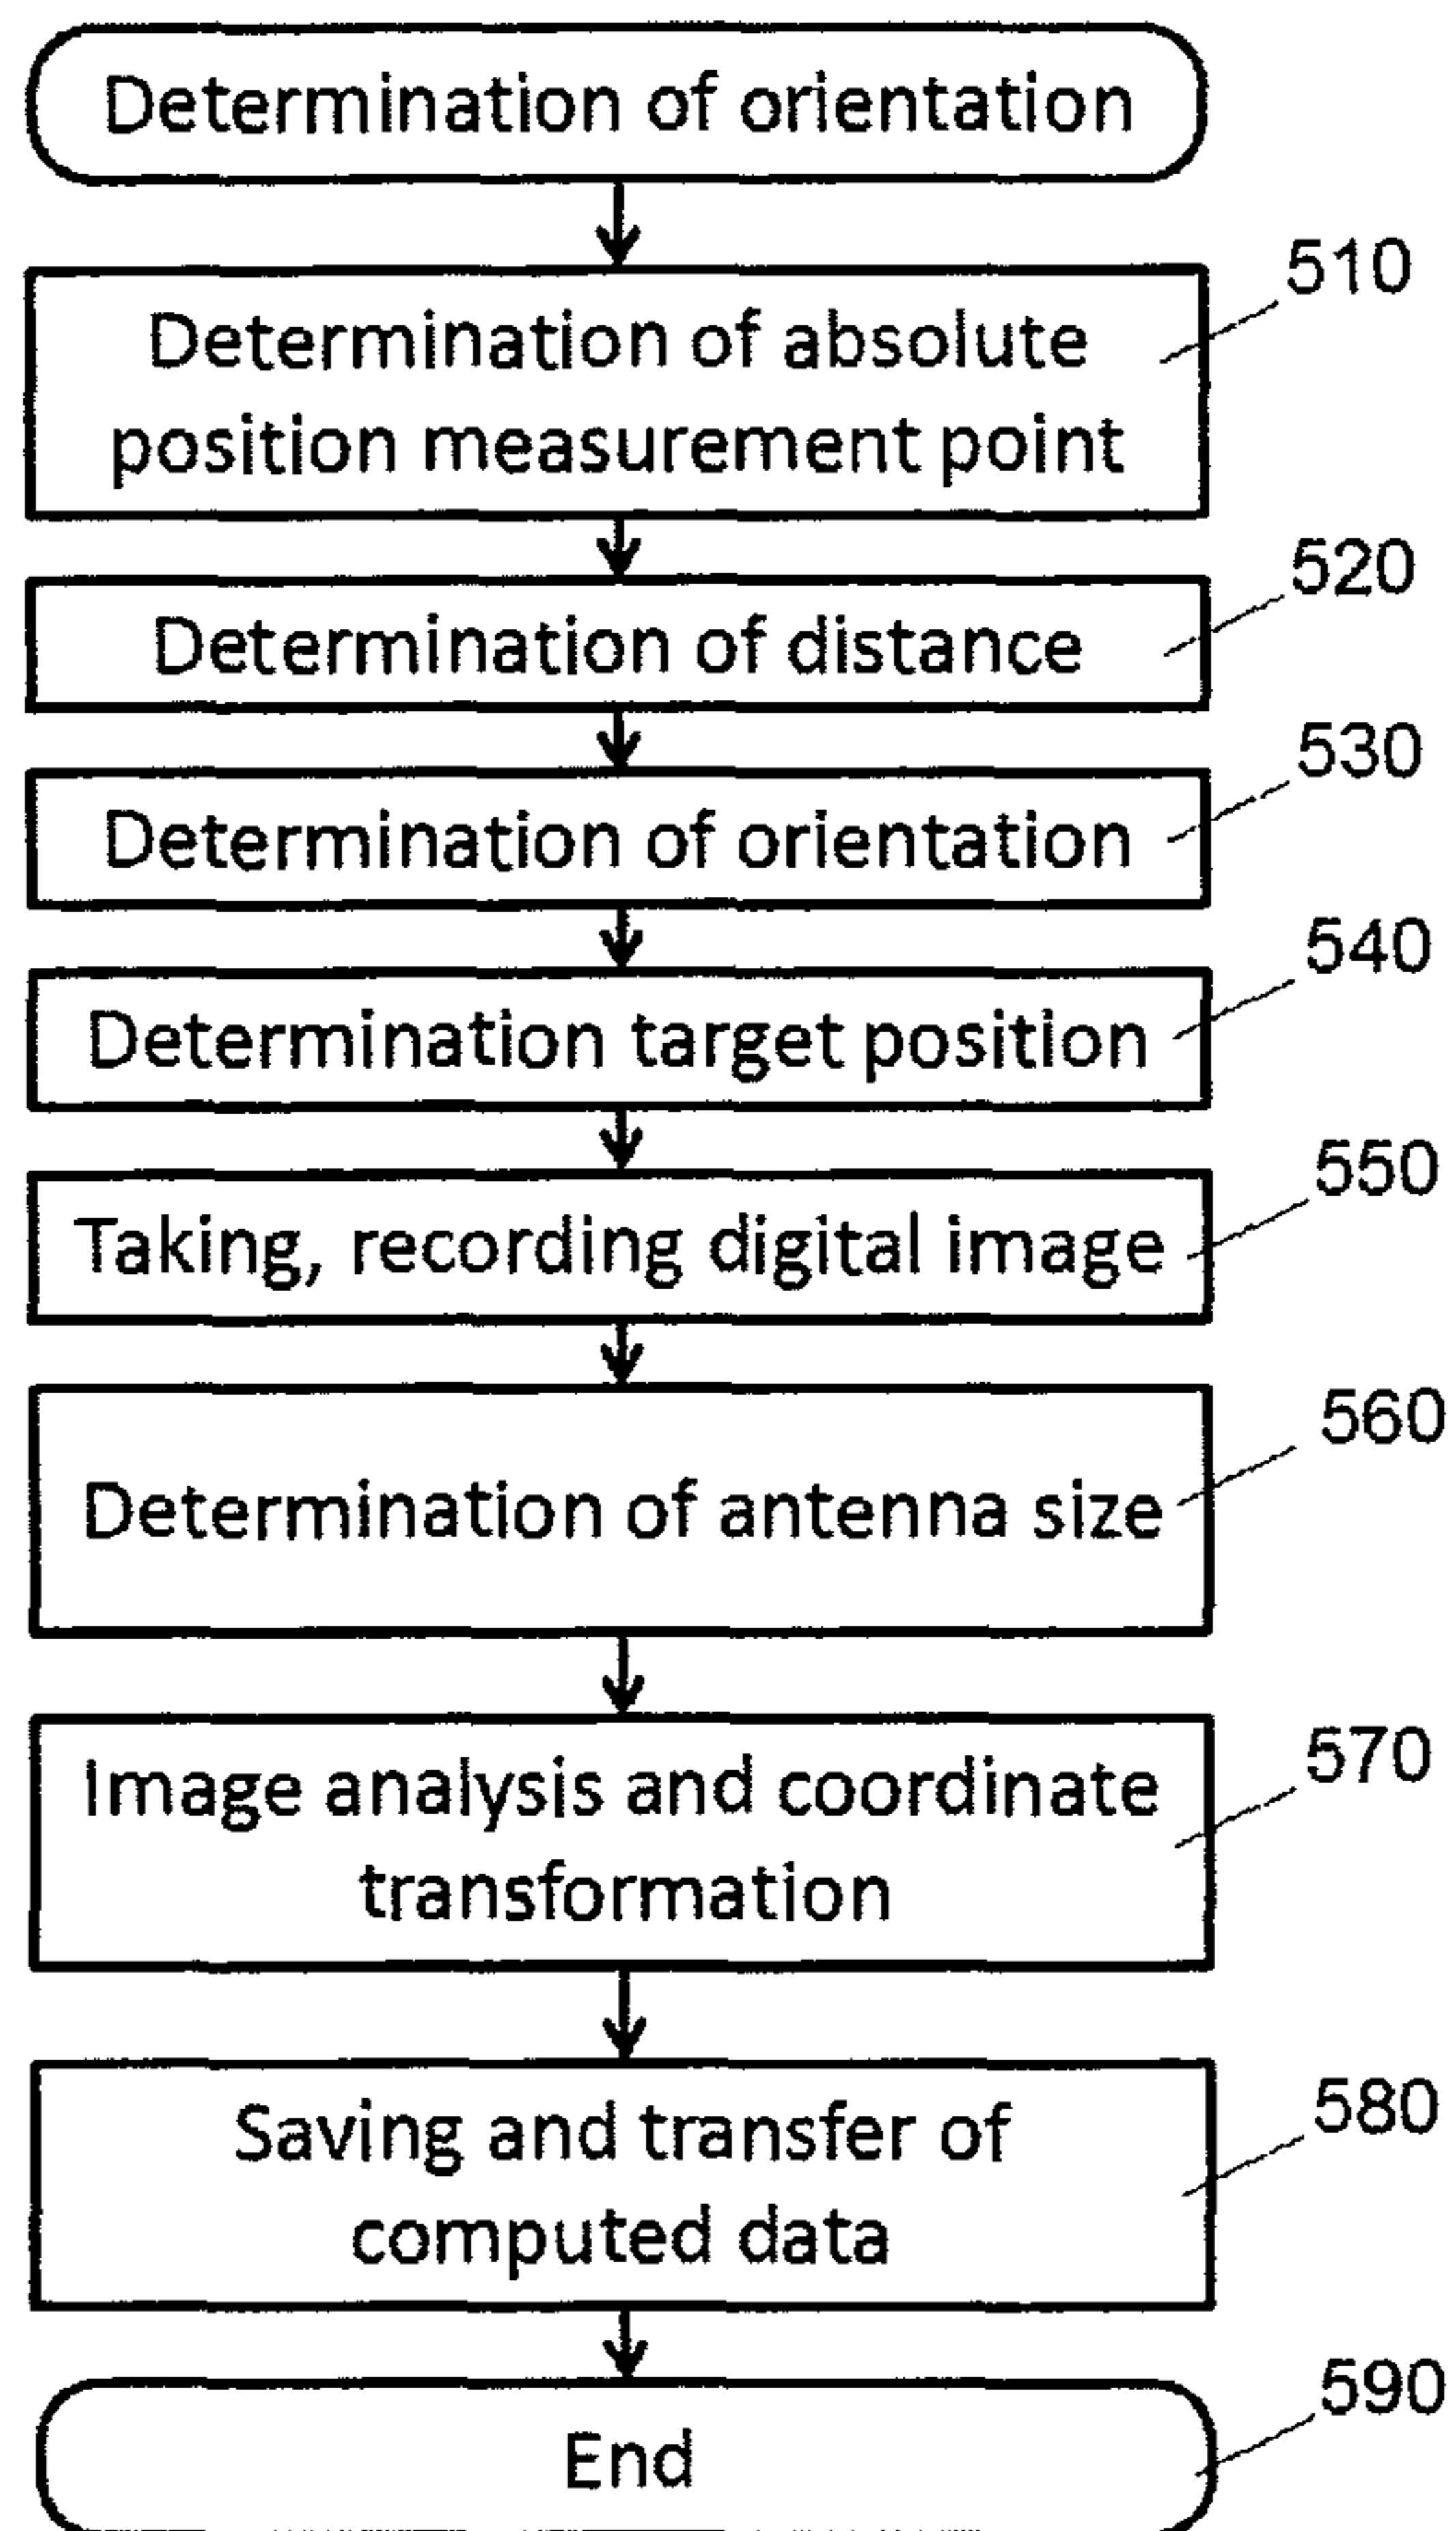 Determination of orientation
510
Determination of absolute
position measurement point
520
Determination of distance
530
Determination of orientation
540
Determination target position
550
Taking, recording digital image
560
Determination of antenna size
570
Image analysis and coordinate
transformation
580
Saving and transfer of
computed data
590
End